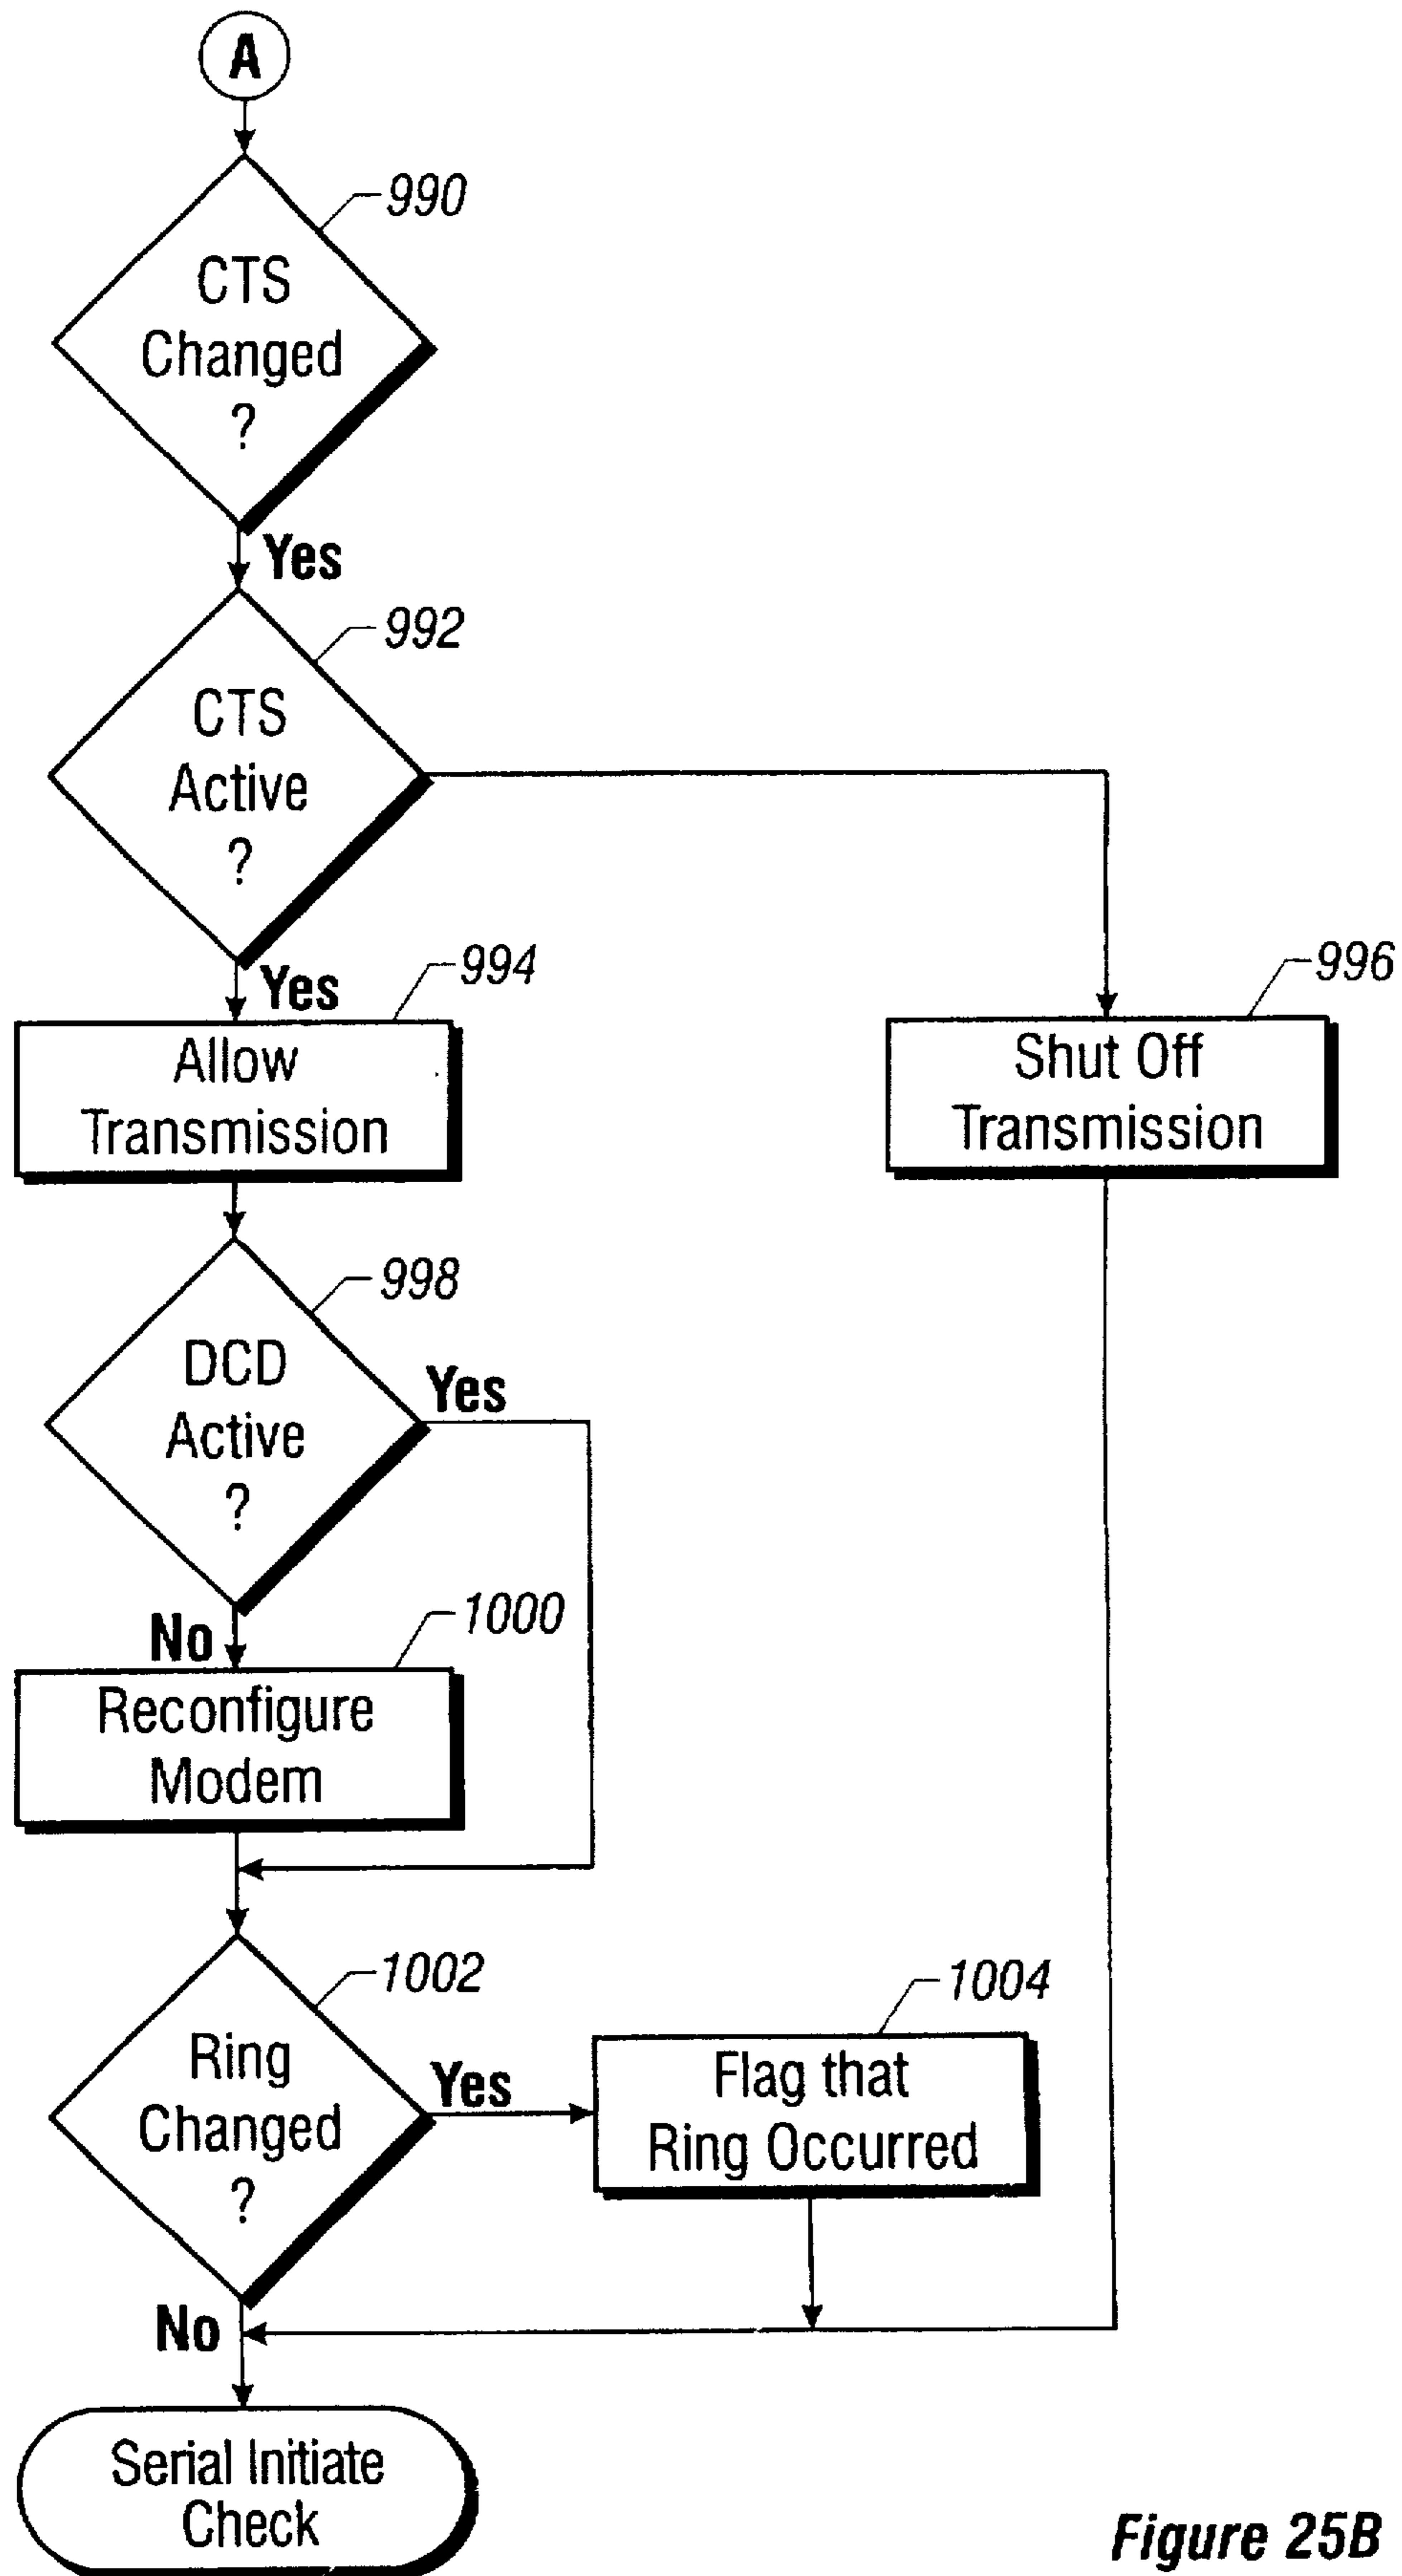 A
990
CTS
Changed
?
Yes
992
CTS
Active
?
Yes
994
Allow
Transmission
996
Shut Off
Transmission
998
DCD
Active
?
Yes
No
1000
Reconfigure
Modem
1002
Ring
Changed
?
Yes
1004
Flag that
Ring Occurred
No
Serial Initiate
Check
Figure 25B